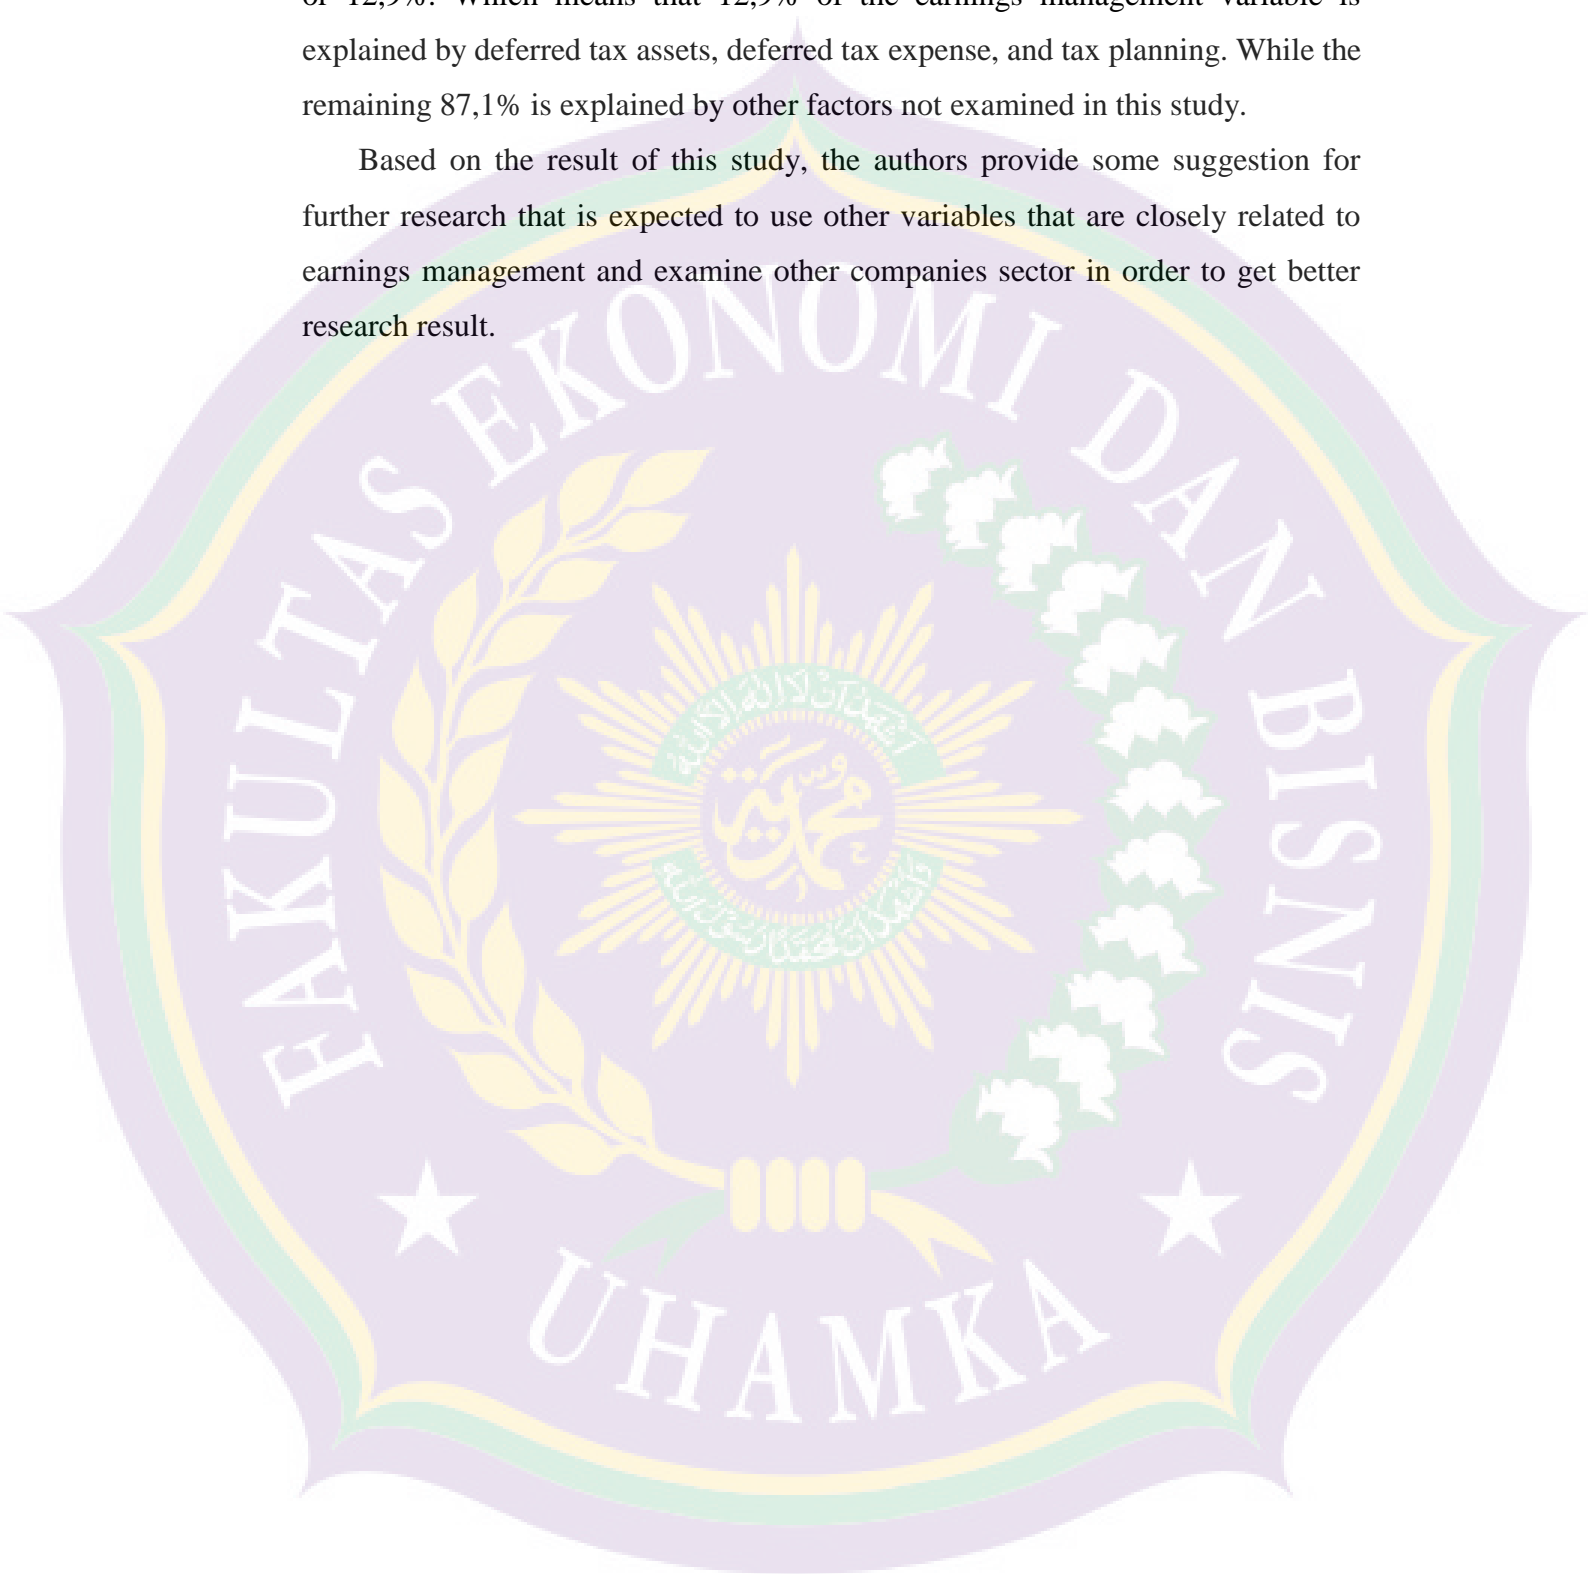 of 12,9%. Which means that 12,9% of the earnings management variable is
explained by deferred tax assets, deferred tax expense, and tax planning. While the
remaining 87,1% is explained by other factors not examined in this study.
Based on the result of this study, the authors provide some suggestion for
further research that is expected to use other variables that are closely related to
earnings management and examine other companies sector in order to get better
research result.
FAKULTAS EKONOMI DAN BISNIS
محمدية
UHAMKA